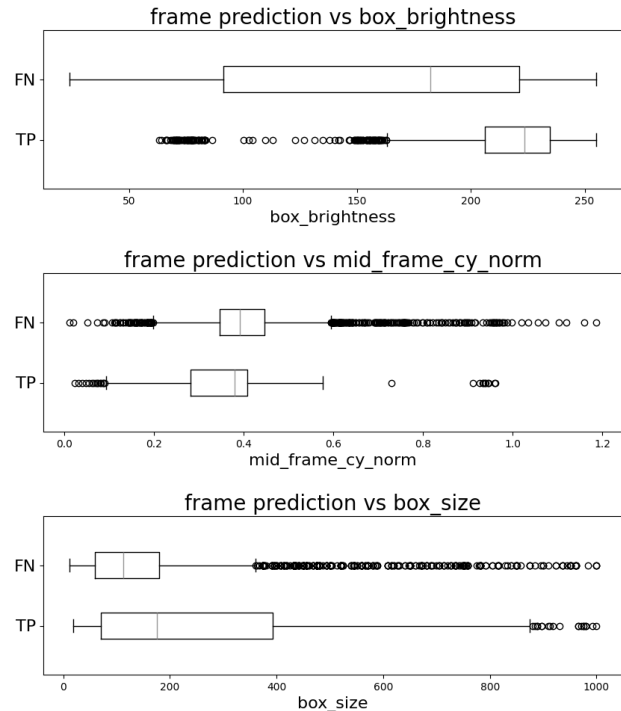 frame prediction vs box_brightness
FN
TP
50 100 150 200 250
box_brightness
frame prediction vs mid_frame_cy_norm
FN
TP
0.0 0.2 0.4 0.6 0.8 1.0 1.2
mid_frame_cy_norm
frame prediction vs box_size
FN
TP
0 200 400 600 800 1000
box_size